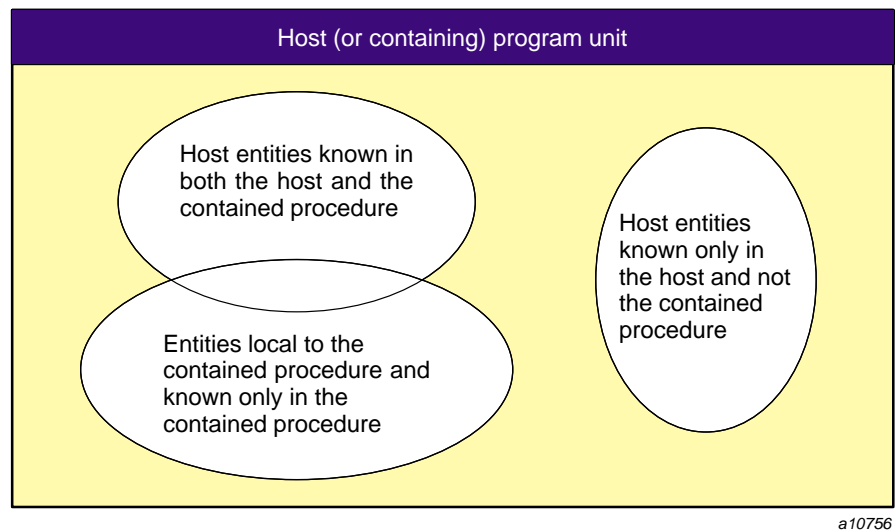 Host (or containing) program unit
Host entities known in
both the host and the
contained procedure
Host entities
known only in
the host and not
the contained
procedure
Entities local to the
contained procedure and
known only in the
contained procedure
a10756